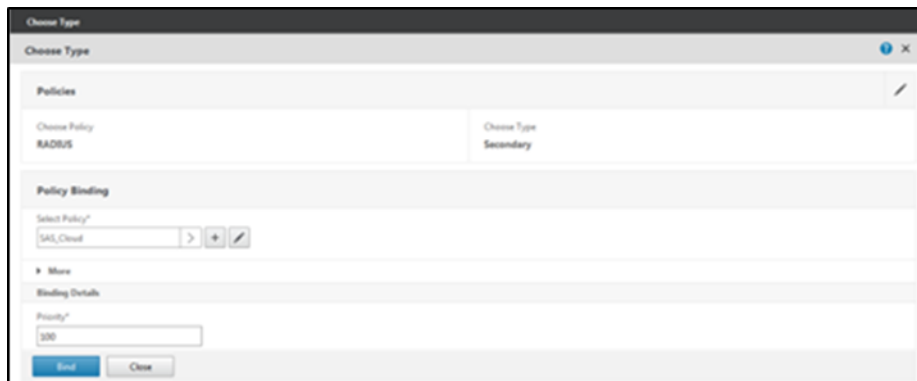 Choose Type
Choose Type
Policies
Choose Policy Choose Type
RADIUS Secondary
Policy Binding
Select Policy*
SAS_Cloud
More
Binding Details
Priority*
100
Bind Close